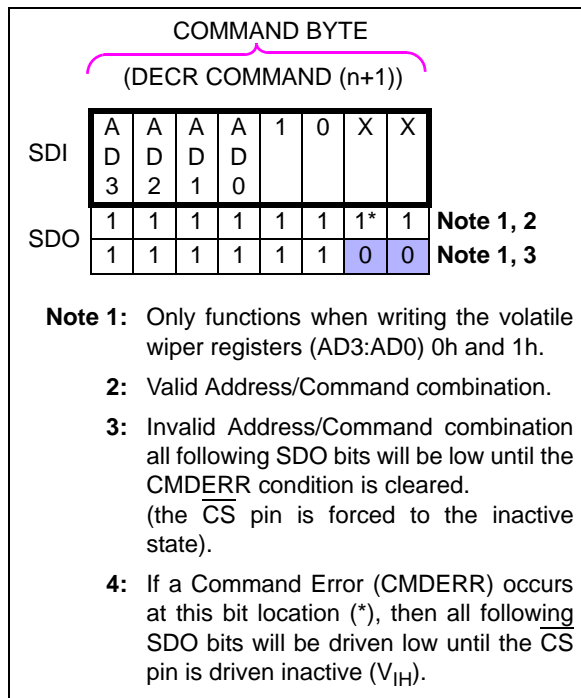 COMMAND BYTE
(DECR COMMAND (n+1))
SDI
A A A A 1 0 X X
D D D D
3 2 1 0
SDO
1 1 1 1 1 1 1* 1 Note 1, 2
1 1 1 1 1 1 0 0 Note 1, 3
Note 1: Only functions when writing the volatile
wiper registers (AD3:AD0) 0h and 1h.
2: Valid Address/Command combination.
3: Invalid Address/Command combination
all following SDO bits will be low until the
CMDERR condition is cleared.
(the CS pin is forced to the inactive
state).
4: If a Command Error (CMDERR) occurs
at this bit location (*), then all following
SDO bits will be driven low until the CS
pin is driven inactive (VIH).